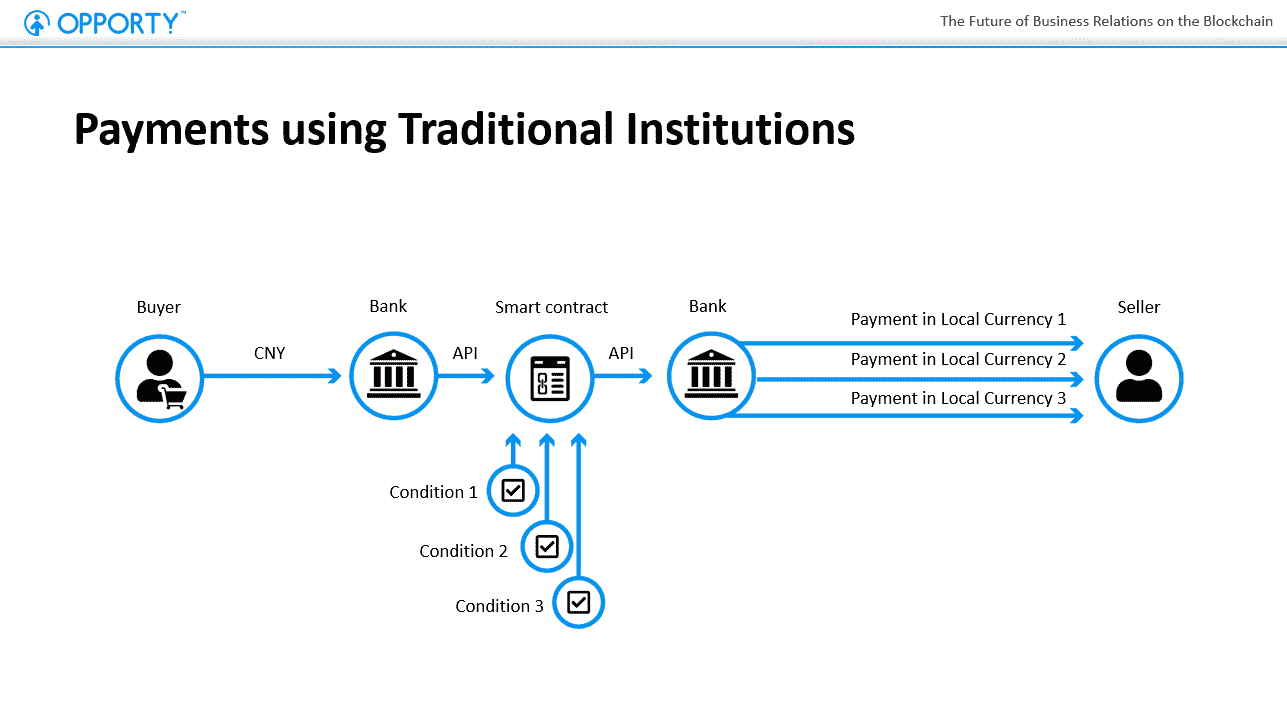 OPPORTY™
The Future of Business Relations on the Blockchain
Payments using Traditional Institutions
Buyer
Bank
Smart contract
Bank
Seller
CNY
API
API
Payment in Local Currency 1
Payment in Local Currency 2
Payment in Local Currency 3
Condition 1
Condition 2
Condition 3